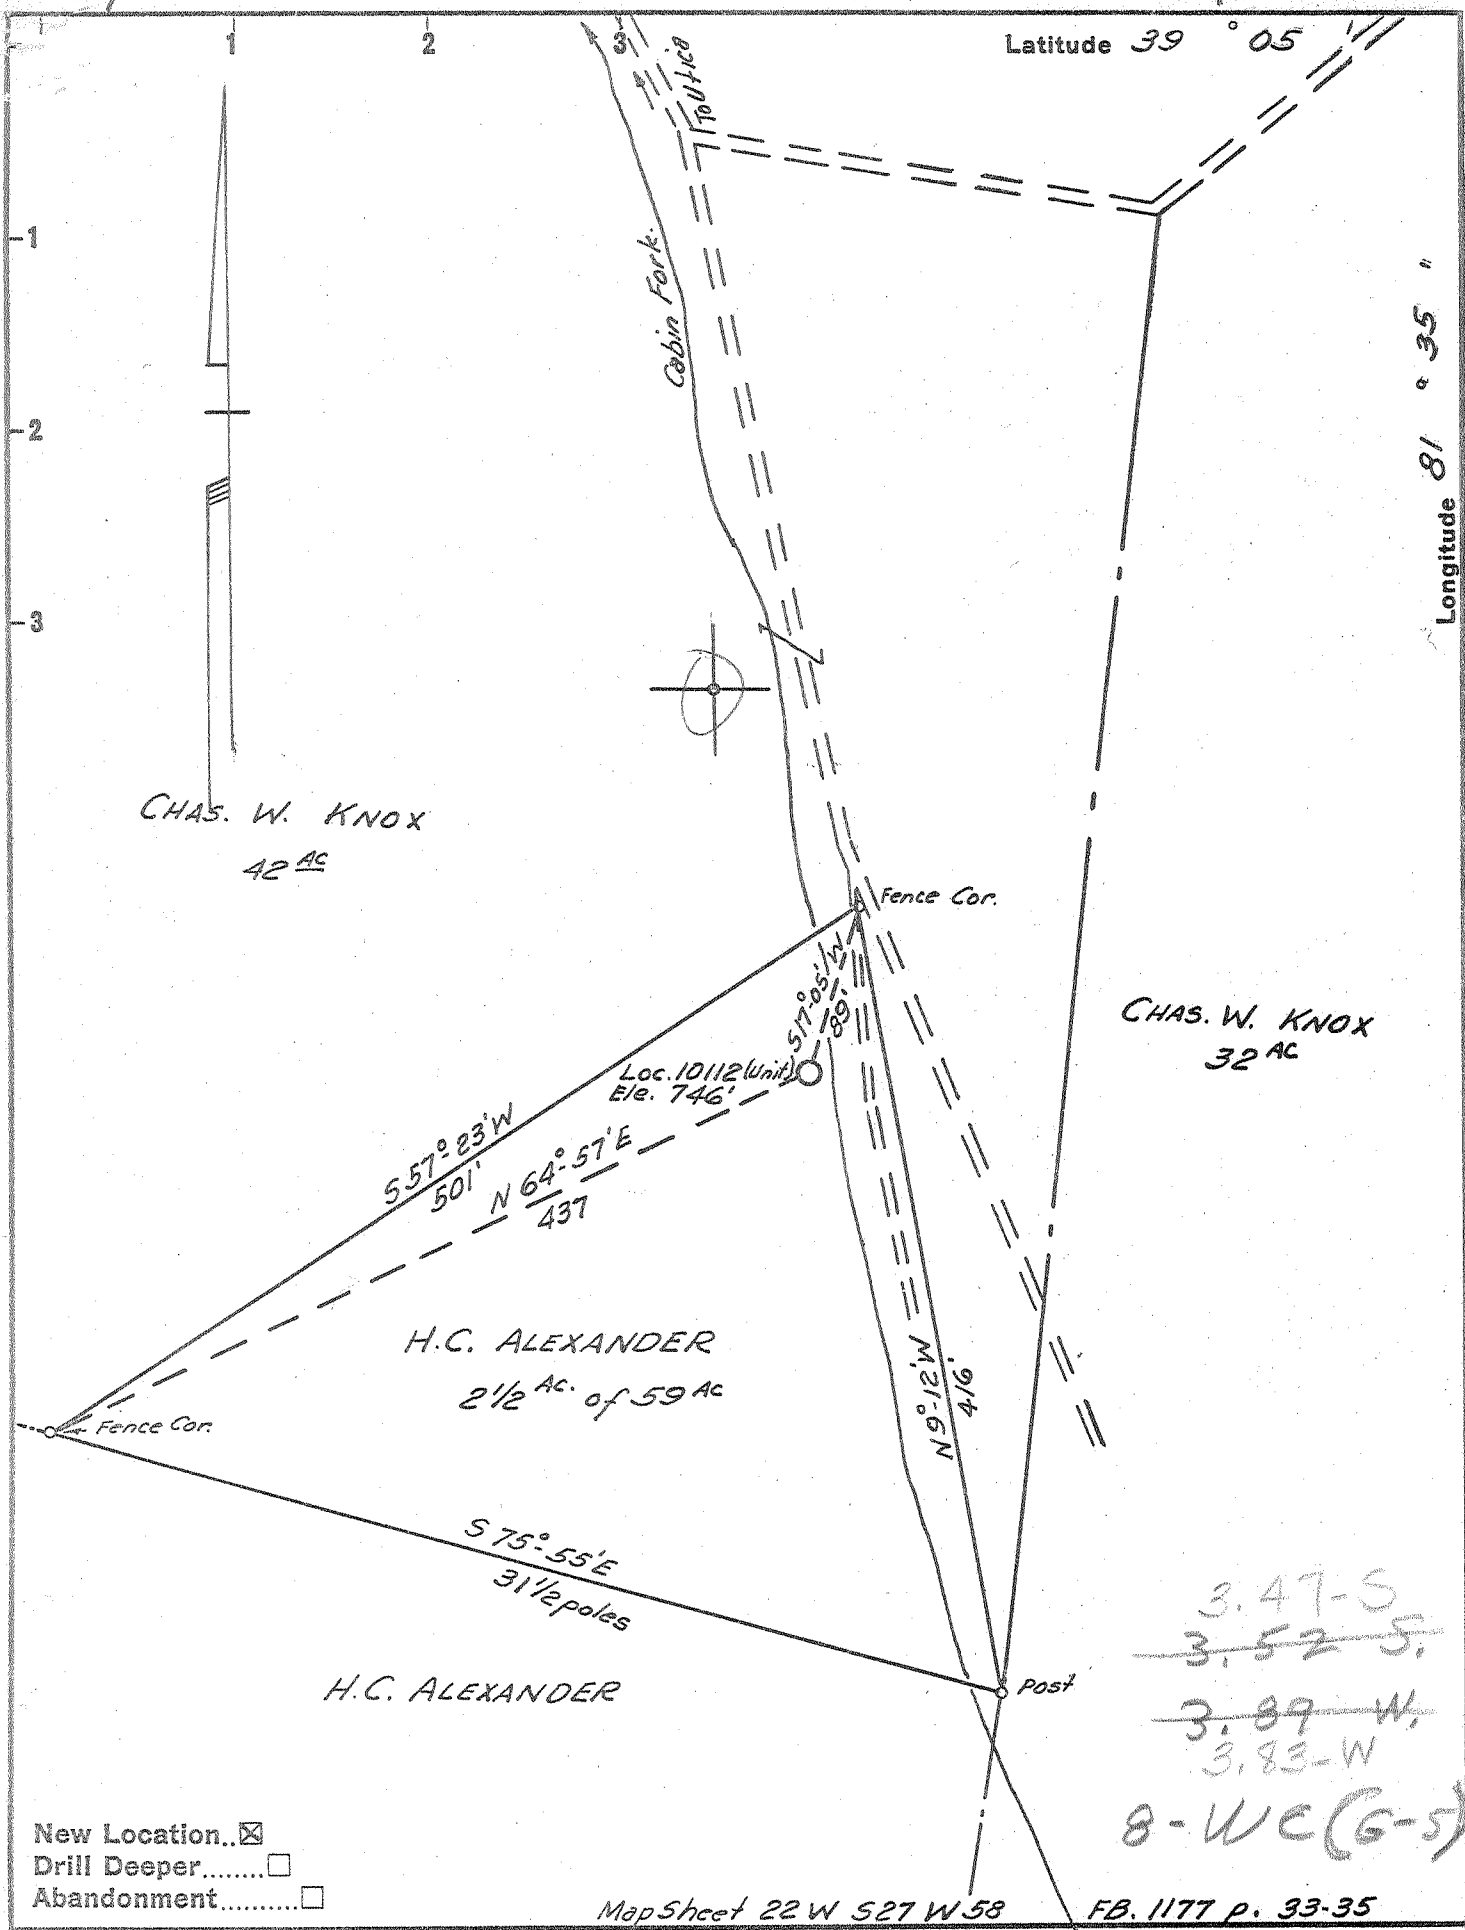 1
2
3
Latitude 39 ° 05
To Utica
1
2
3
Cabin Fork.
Longitude 81 ° 35 "
CHAS. W. KNOX
42 AC
Fence Cor.
S 17°-05' W
89'
CHAS. W. KNOX
32 AC
Loc. 10112 (Unit)
Ele. 746'
S 57°-23' W
501'
N 64°-57' E
437
H.C. ALEXANDER
2 1/2 Ac. of 59 AC
N 9°-12' W
416'
Fence Cor.
S 75°-55' E
31 1/2 poles
H.C. ALEXANDER
Post
3.47-S
3.52 S.
3.89 W.
3.83-W
8-WC(G-5)
New Location..☒
Drill Deeper........☐
Abandonment..........☐
Map Sheet 22 W S27 W58
FB. 1177 p. 33-35